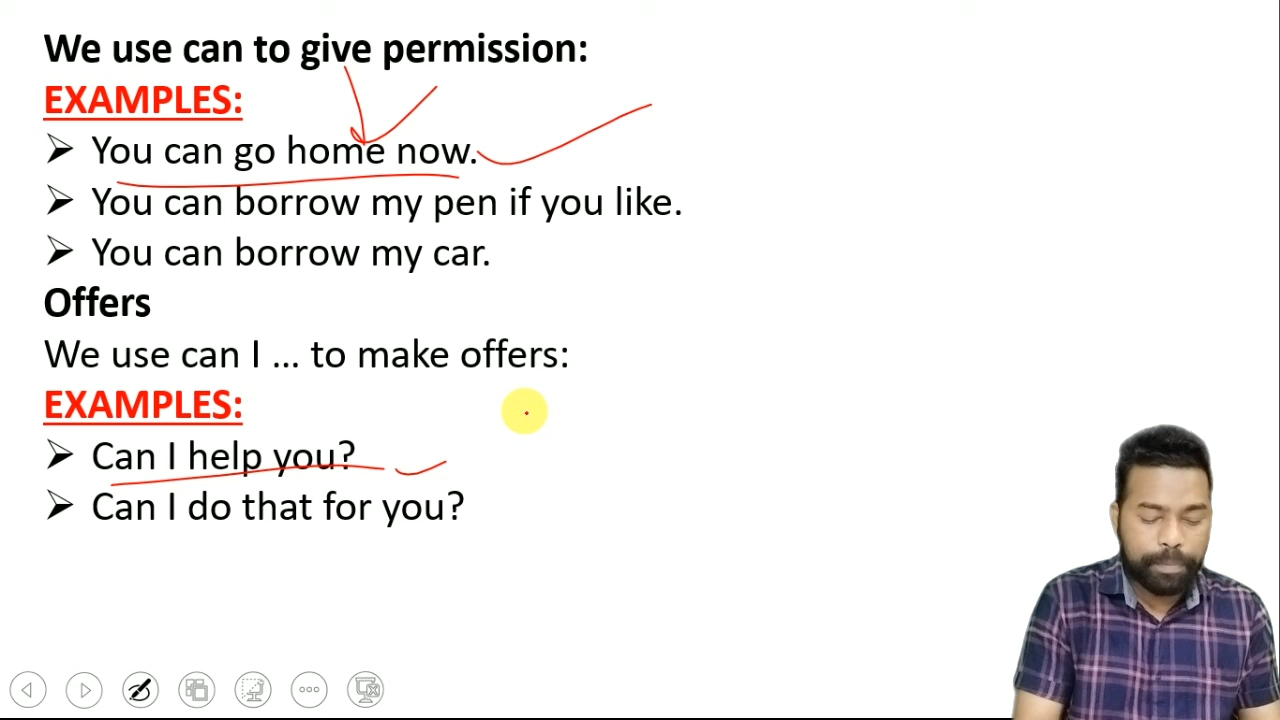 We use can to give permission:
EXAMPLES:
➢ You can go home now.
➢ You can borrow my pen if you like.
➢ You can borrow my car.
Offers
We use can I ... to make offers:
EXAMPLES:
➢ Can I help you?
➢ Can I do that for you?